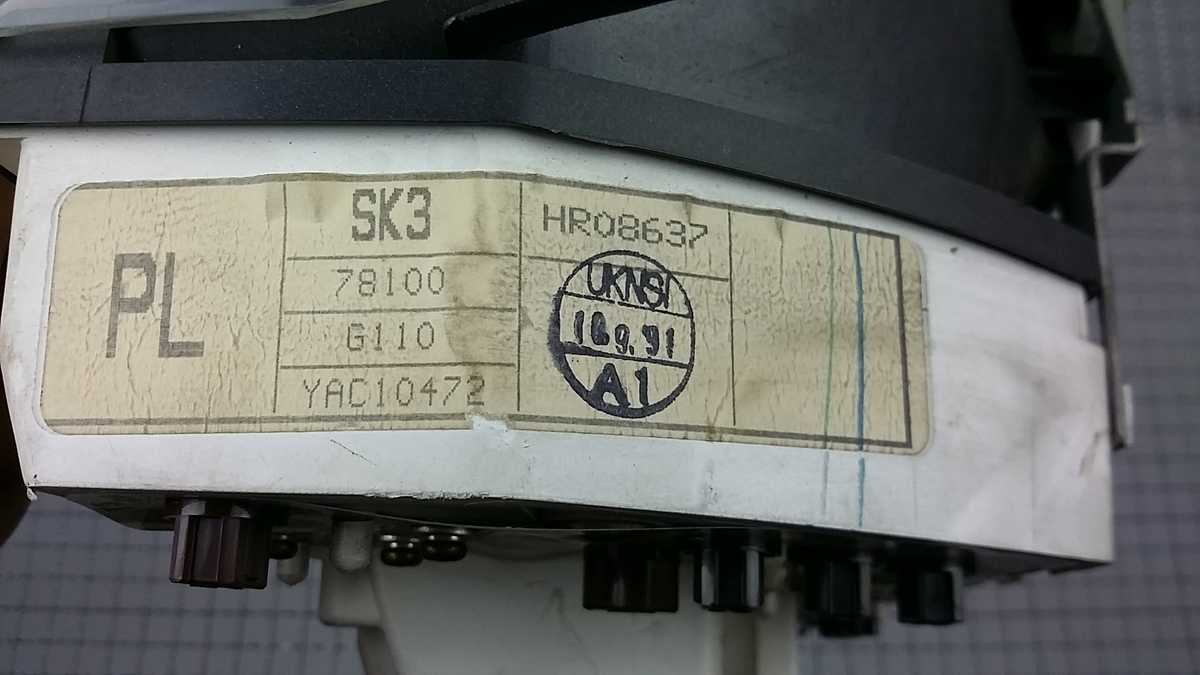 PL
SK3
78100
G110
YAC10472
HR08637
UKNSI
16.9.91
A1